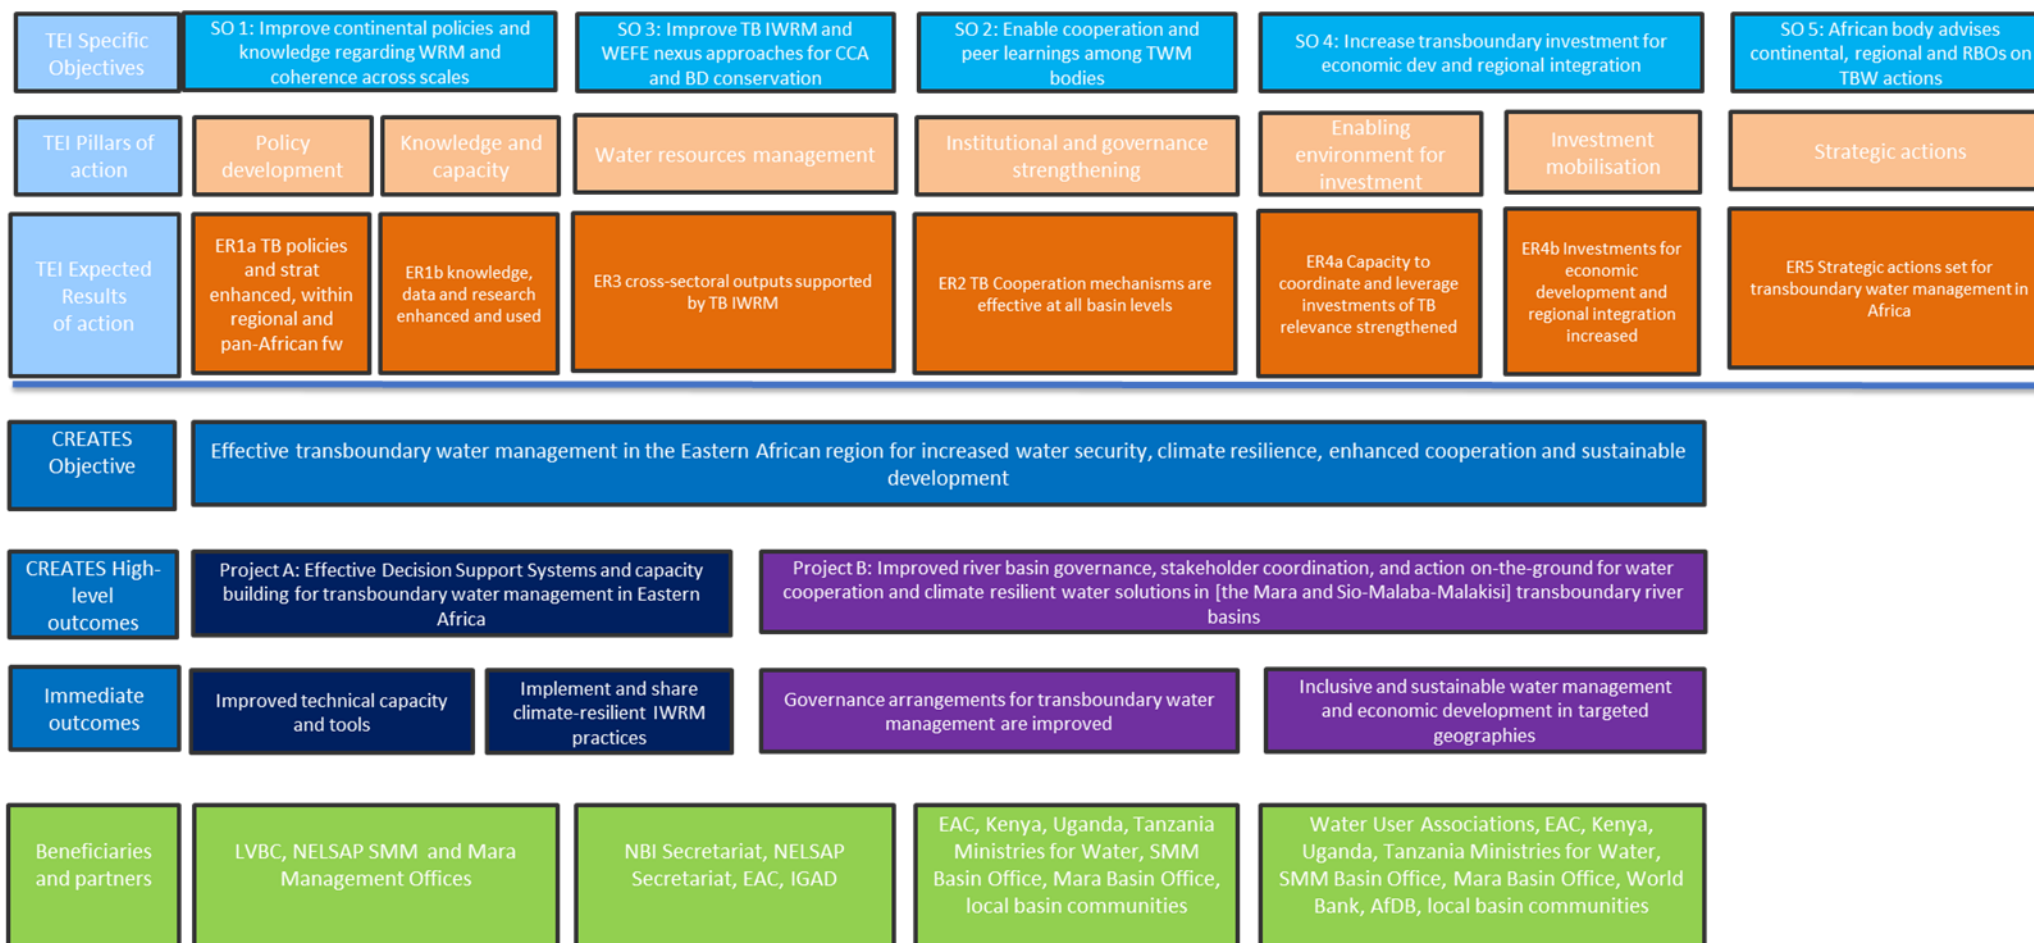 TEI Specific
Objectives
SO 1: Improve continental policies and
knowledge regarding WRM and
coherence across scales
SO 3: Improve TB IWRM and
WEFE nexus approaches for CCA
and BD conservation
SO 2: Enable cooperation and
peer learnings among TWM
bodies
SO 4: Increase transboundary investment for
economic dev and regional integration
SO 5: African body advises
continental, regional and RBOs on
TBW actions
TEI Pillars of
action
Policy
development
Knowledge and
capacity
Water resources management
Institutional and governance
strengthening
Enabling
environment for
investment
Investment
mobilisation
Strategic actions
TEI Expected
Results
of action
ER1a TB policies
and strat
enhanced, within
regional and
pan-African fw
ER1b knowledge,
data and research
enhanced and used
ER3 cross-sectoral outputs supported
by TB IWRM
ER2 TB Cooperation mechanisms are
effective at all basin levels
ER4a Capacity to
coordinate and leverage
investments of TB
relevance strengthened
ER4b Investments for
economic
development and
regional integration
increased
ER5 Strategic actions set for
transboundary water management in
Africa
CREATES
Objective
Effective transboundary water management in the Eastern African region for increased water security, climate resilience, enhanced cooperation and sustainable
development
CREATES High-
level
outcomes
Project A: Effective Decision Support Systems and capacity
building for transboundary water management in Eastern
Africa
Project B: Improved river basin governance, stakeholder coordination, and action on-the-ground for water
cooperation and climate resilient water solutions in [the Mara and Sio-Malaba-Malakisi] transboundary river
basins
Immediate
outcomes
Improved technical capacity
and tools
Implement and share
climate-resilient IWRM
practices
Governance arrangements for transboundary water
management are improved
Inclusive and sustainable water management
and economic development in targeted
geographies
Beneficiaries
and partners
LVBC, NELSAP SMM and Mara
Management Offices
NBI Secretariat, NELSAP
Secretariat, EAC, IGAD
EAC, Kenya, Uganda, Tanzania
Ministries for Water, SMM
Basin Office, Mara Basin Office,
local basin communities
Water User Associations, EAC, Kenya,
Uganda, Tanzania Ministries for Water,
SMM Basin Office, Mara Basin Office, World
Bank, AfDB, local basin communities